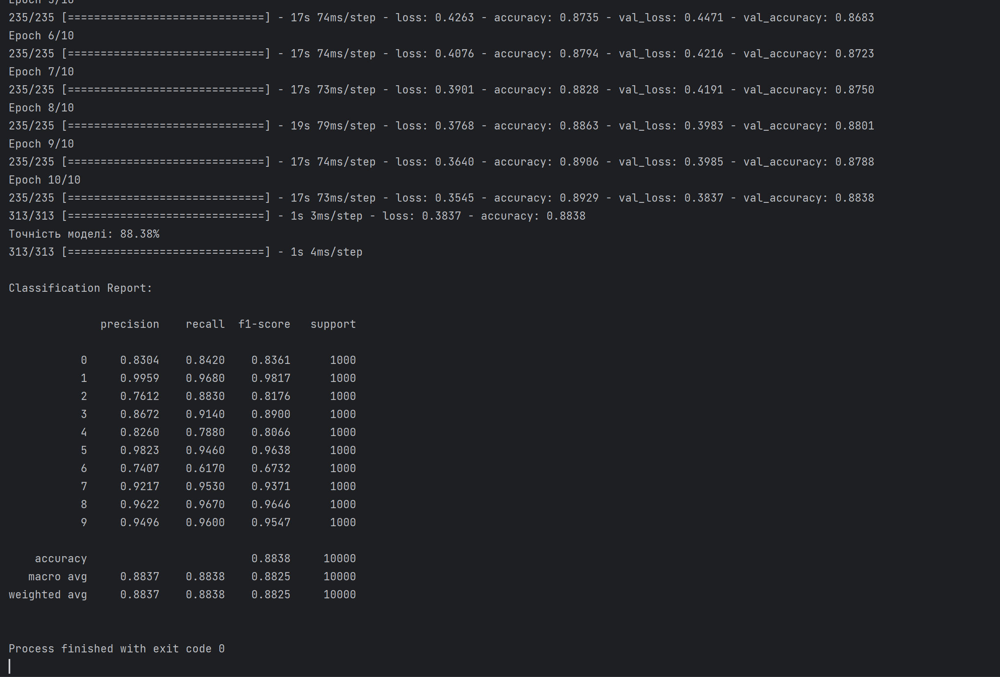 Epoch 5/10
235/235 [==============================] - 17s 74ms/step - loss: 0.4263 - accuracy: 0.8735 - val_loss: 0.4471 - val_accuracy: 0.8683
Epoch 6/10
235/235 [==============================] - 17s 74ms/step - loss: 0.4076 - accuracy: 0.8794 - val_loss: 0.4216 - val_accuracy: 0.8723
Epoch 7/10
235/235 [==============================] - 17s 73ms/step - loss: 0.3901 - accuracy: 0.8828 - val_loss: 0.4191 - val_accuracy: 0.8750
Epoch 8/10
235/235 [==============================] - 19s 79ms/step - loss: 0.3768 - accuracy: 0.8863 - val_loss: 0.3983 - val_accuracy: 0.8801
Epoch 9/10
235/235 [==============================] - 17s 74ms/step - loss: 0.3640 - accuracy: 0.8906 - val_loss: 0.3985 - val_accuracy: 0.8788
Epoch 10/10
235/235 [==============================] - 17s 73ms/step - loss: 0.3545 - accuracy: 0.8929 - val_loss: 0.3837 - val_accuracy: 0.8838
313/313 [==============================] - 1s 3ms/step - loss: 0.3837 - accuracy: 0.8838
Точність моделі: 88.38%
313/313 [==============================] - 1s 4ms/step
Classification Report:
precision recall f1-score support
0 0.8304 0.8420 0.8361 1000
1 0.9959 0.9680 0.9817 1000
2 0.7612 0.8830 0.8176 1000
3 0.8672 0.9140 0.8900 1000
4 0.8260 0.7880 0.8066 1000
5 0.9823 0.9460 0.9638 1000
6 0.7407 0.6170 0.6732 1000
7 0.9217 0.9530 0.9371 1000
8 0.9622 0.9670 0.9646 1000
9 0.9496 0.9600 0.9547 1000
accuracy 0.8838 10000
macro avg 0.8837 0.8838 0.8825 10000
weighted avg 0.8837 0.8838 0.8825 10000
Process finished with exit code 0